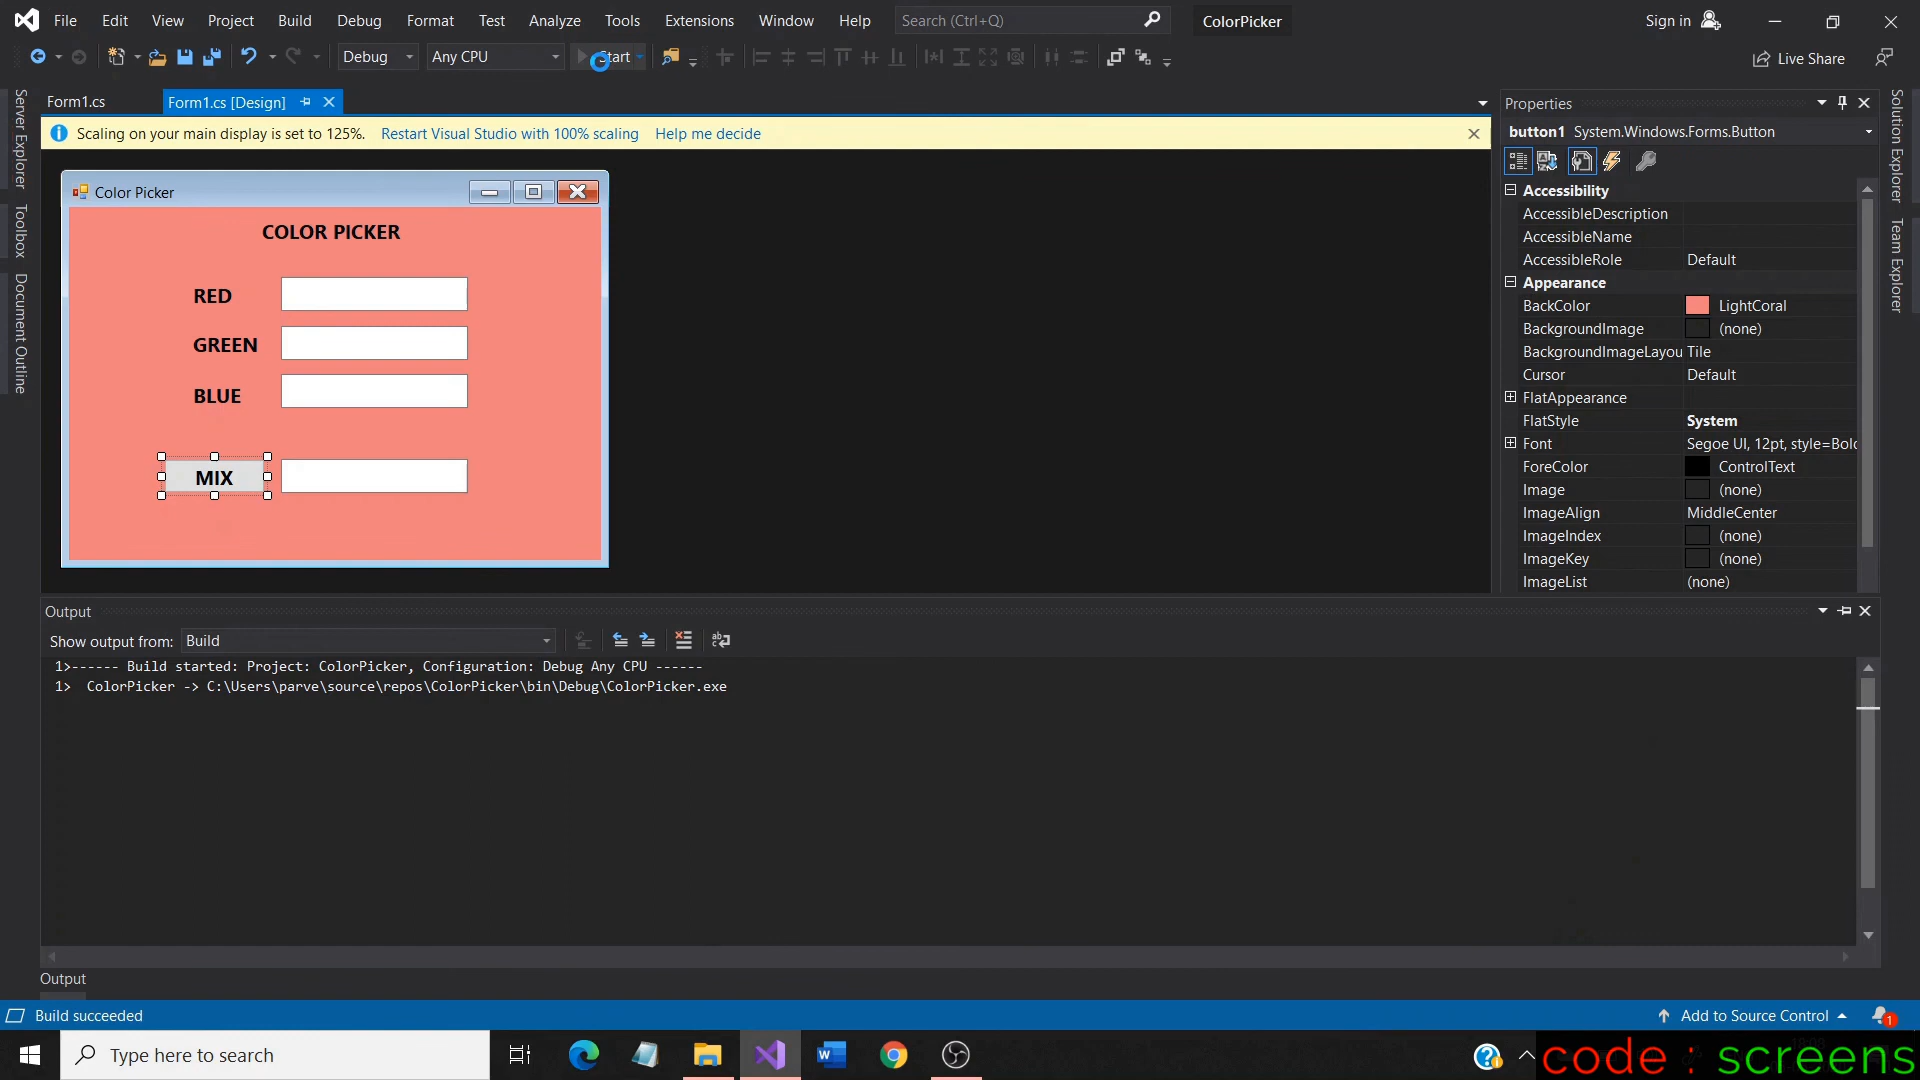 File Edit View Project Build Debug Format Test Analyze Tools Extensions Window Help Search (Ctrl+Q) ColorPicker Sign in
Debug Any CPU Start Live Share
Server Explorer
Toolbox
Document Outline
Form1.cs Form1.cs [Design]
Scaling on your main display is set to 125%. Restart Visual Studio with 100% scaling Help me decide
Color Picker
COLOR PICKER
RED
GREEN
BLUE
MIX
Properties
button1 System.Windows.Forms.Button
Accessibility
AccessibleDescription
AccessibleName
AccessibleRole Default
Appearance
BackColor LightCoral
BackgroundImage (none)
BackgroundImageLayou Tile
Cursor Default
FlatAppearance
FlatStyle System
Font Segoe UI, 12pt, style=Bold
ForeColor ControlText
Image (none)
ImageAlign MiddleCenter
ImageIndex (none)
ImageKey (none)
ImageList (none)
Solution Explorer
Team Explorer
Output
Show output from: Build
1>------ Build started: Project: ColorPicker, Configuration: Debug Any CPU ------
1>  ColorPicker -> C:\Users\parve\source\repos\ColorPicker\bin\Debug\ColorPicker.exe
Output
Build succeeded Add to Source Control 1
Type here to search
code : screens